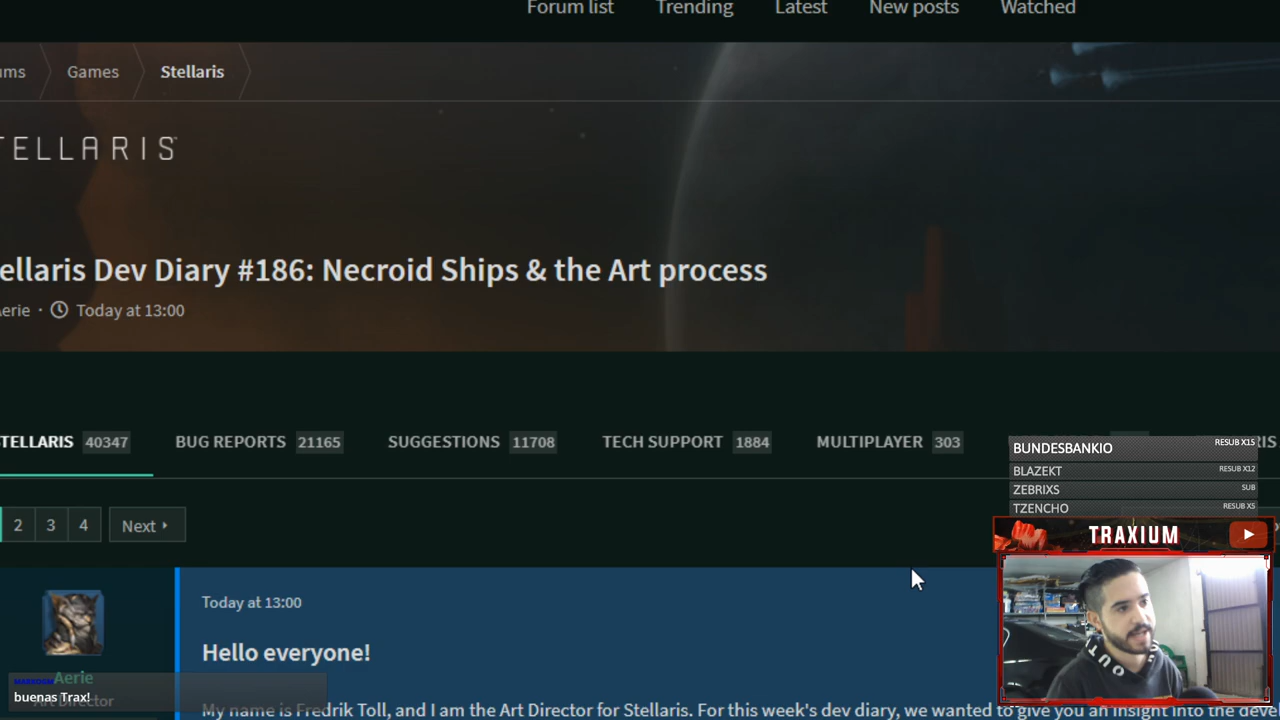 Forum list Trending Latest New posts Watched
ums Games Stellaris
TELLARIS
ellaris Dev Diary #186: Necroid Ships & the Art process
erie · Today at 13:00
TELLARIS 40347 BUG REPORTS 21165 SUGGESTIONS 11708 TECH SUPPORT 1884 MULTIPLAYER 303 RIS
BUNDESBANKIO RESUB X15
BLAZEKT RESUB X12
ZEBRIXS SUB
TZENCHO RESUB X5
2 3 4 Next
TRAXIUM
Today at 13:00
Hello everyone!
Aerie
buenas Trax!
Art Director
My name is Fredrik Toll, and I am the Art Director for Stellaris. For this week's dev diary, we wanted to give you an insight into the deve
OUT